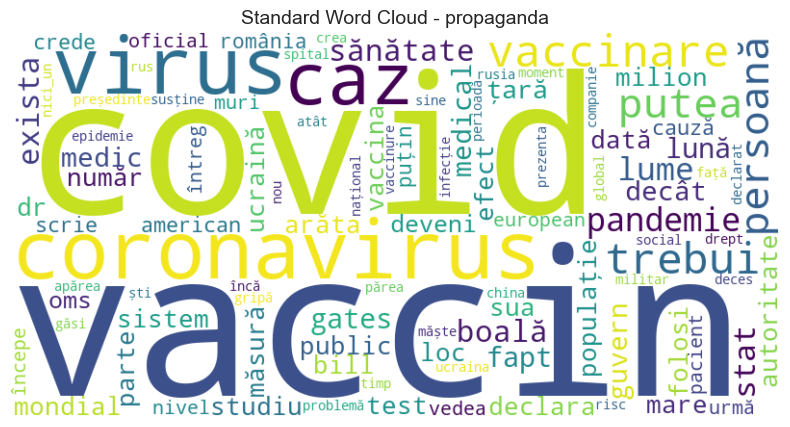 Standard Word Cloud - propaganda
crede oficial românia crea
virus spital sănătate vaccinare persoană
exista nici_un rus caz rusia moment companie
președinte susține muri sine țară milion
covid medical perioadă putea
epidemie atât
medic întreg ucraină vaccina puțin efect dată cauză lună
număr nou național vaccinure infecție prezenta lume global față declarat
dr decât
scrie american arăta deveni european pandemie
coronavirus social drept
trebui
apărea încă părea china militar deces
oms ști gripă sua populație
vaccin
găsi sistem măsură gates măște boală guvern folosi pacient stat autoritate
începe parte public loc fapt
bill ucraina
timp
mondial nivel studiu problemă test vedea declara risc mare urmă